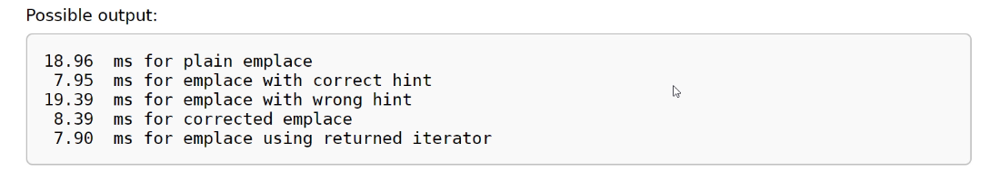 Possible output:
18.96  ms for plain emplace
 7.95  ms for emplace with correct hint
19.39  ms for emplace with wrong hint
 8.39  ms for corrected emplace
 7.90  ms for emplace using returned iterator